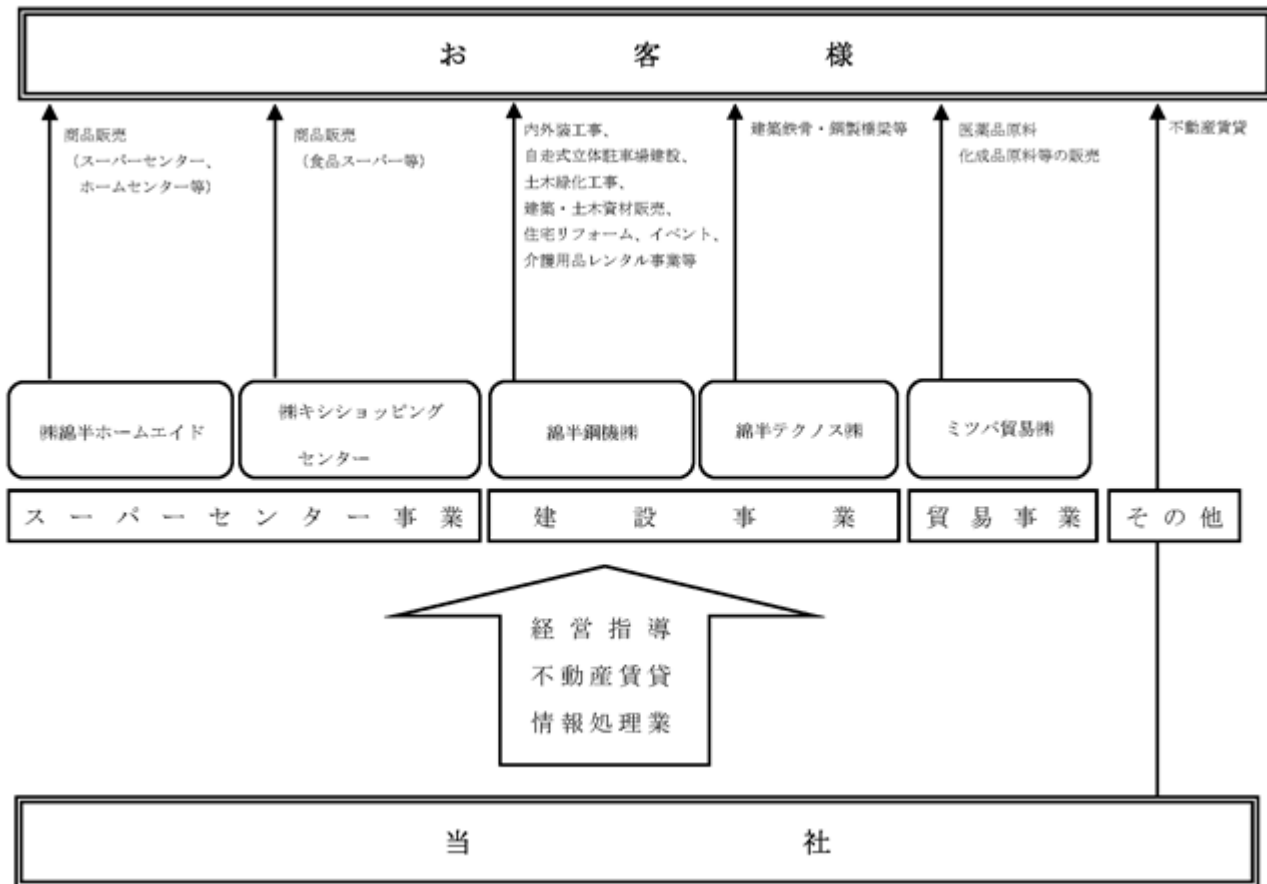 お客様
商品販売
（スーパーセンター、
ホームセンター等）
商品販売
（食品スーパー等）
内外装工事、
自走式立体駐車場建設、
土木緑化工事、
建築・土木資材販売、
住宅リフォーム、イベント、
介護用品レンタル事業等
建築鉄骨・鋼製橋梁等
医薬品原料
化成品原料等の販売
不動産賃貸
㈱綿半ホームエイド
㈱キシショッピング
センター
綿半鋼機㈱
綿半テクノス㈱
ミツバ貿易㈱
スーパーセンター事業
建設事業
貿易事業
その他
経営指導
不動産賃貸
情報処理業
当社